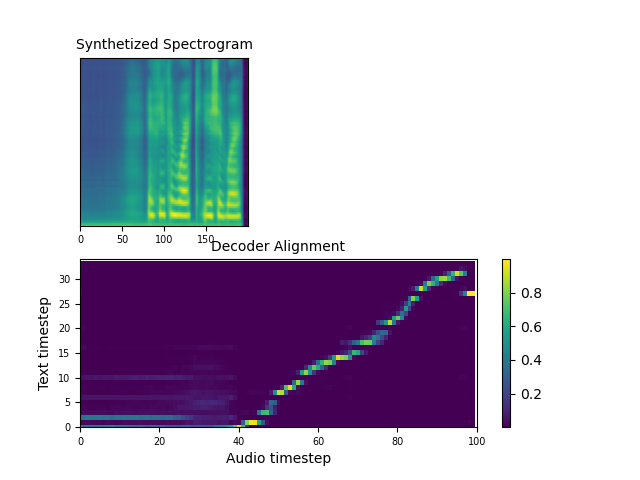 Synthetized Spectrogram
0 50 100 150
Decoder Alignment
Text timestep
30
25
20
15
10
5
0
0 20 40 60 80 100
Audio timestep
0.8
0.6
0.4
0.2